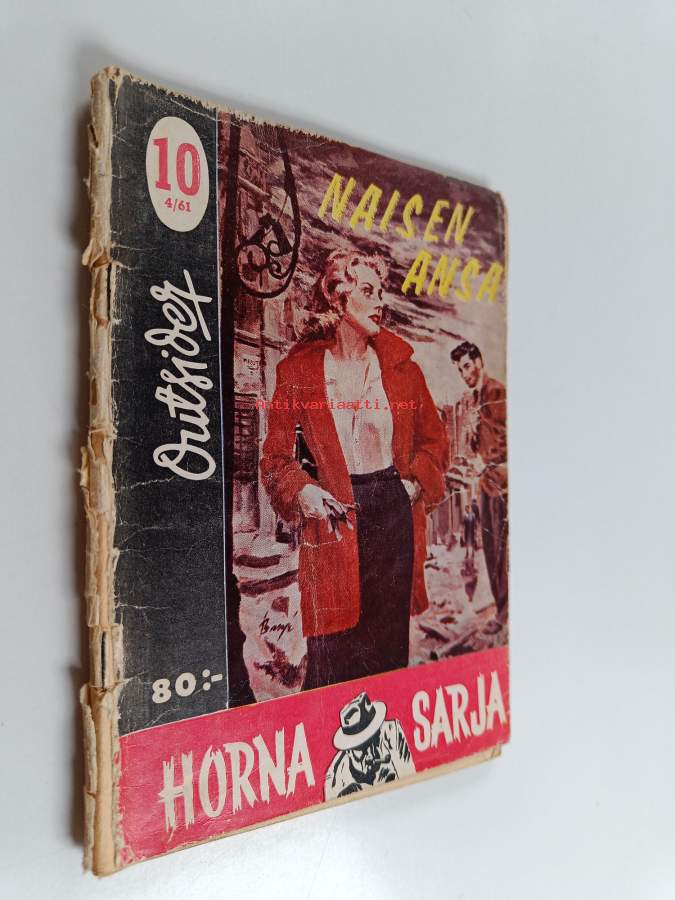 10
4/61
Outsider
NAISEN
ANSA
antikvariaatti.net
80:-
HORNA
SARJA